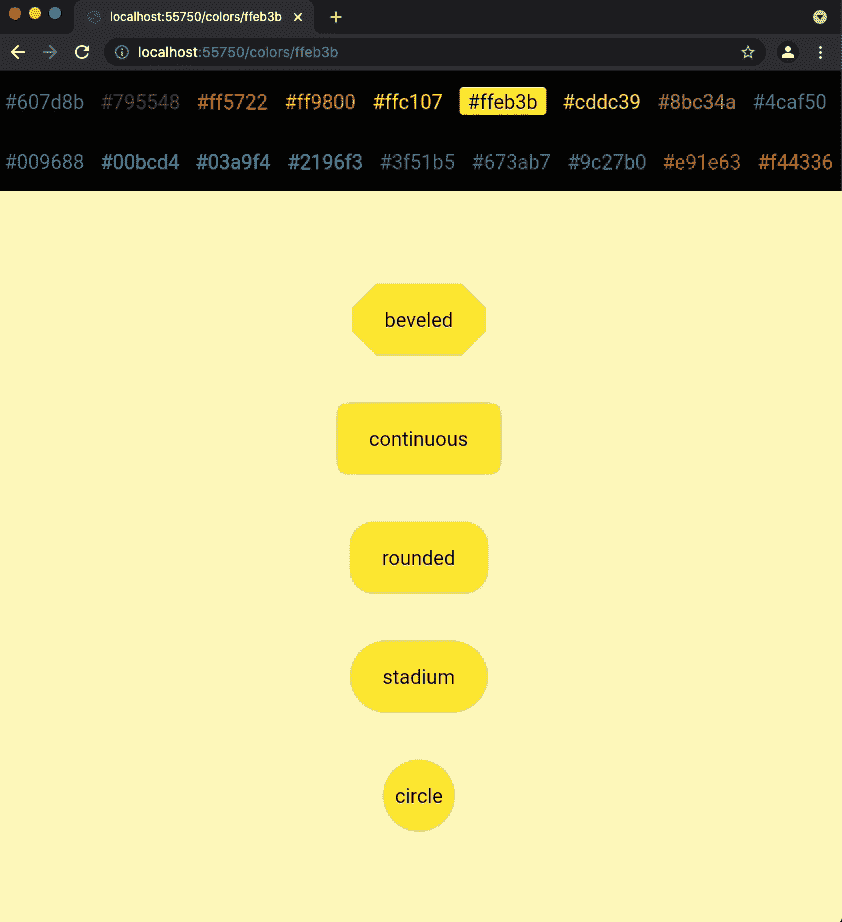 localhost:55750/colors/ffeb3b
localhost:55750/colors/ffeb3b
#607d8b #795548 #ff5722 #ff9800 #ffc107 #ffeb3b #cddc39 #8bc34a #4caf50
#009688 #00bcd4 #03a9f4 #2196f3 #3f51b5 #673ab7 #9c27b0 #e91e63 #f44336
beveled
continuous
rounded
stadium
circle